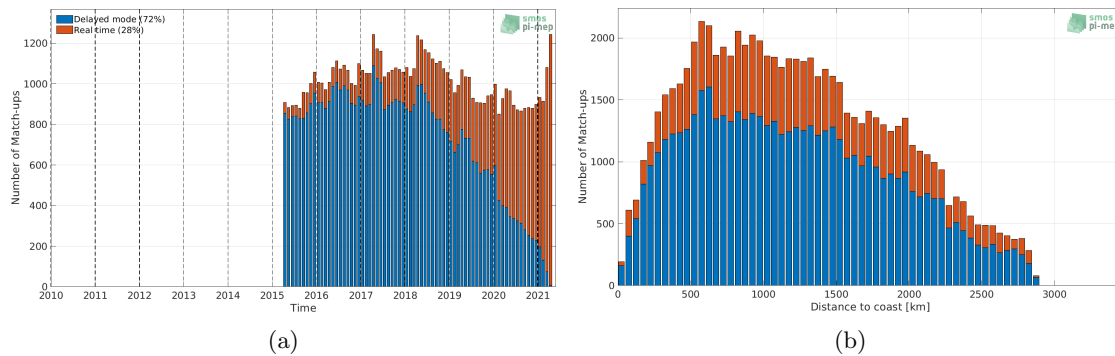 Delayed mode (72%)
Real time (28%)
smos
pi-mep
1200
1000
800
600
400
200
0
Number of Match-ups
2010 2011 2012 2013 2014 2015 2016 2017 2018 2019 2020 2021
Time
(a)
smos
pi-mep
2000
1500
1000
500
0
Number of Match-ups
0 500 1000 1500 2000 2500 3000
Distance to coast [km]
(b)